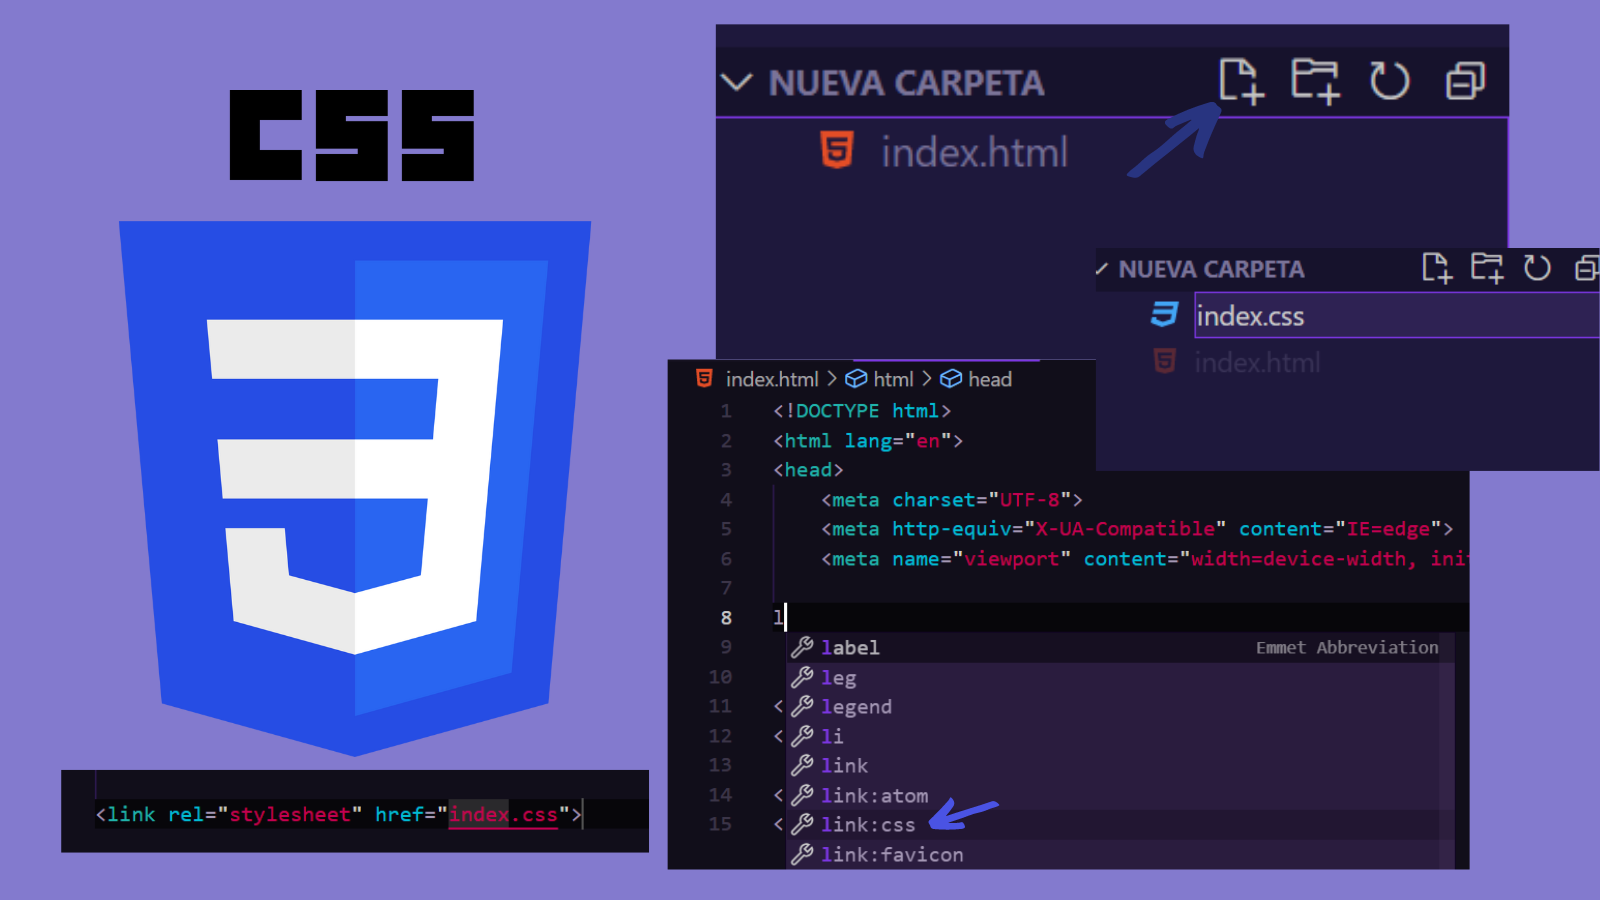 CSS
NUEVA CARPETA
index.html
NUEVA CARPETA
index.css
index.html
index.html > html > head
1 <!DOCTYPE html>
2 <html lang="en">
3 <head>
4 <meta charset="UTF-8">
5 <meta http-equiv="X-UA-Compatible" content="IE=edge">
6 <meta name="viewport" content="width=device-width, ini
7
8 l
9 label Emmet Abbreviation
10 leg
11 < legend
12 < li
13 link
14 < link:atom
15 < link:css
link:favicon
<link rel="stylesheet" href="index.css">